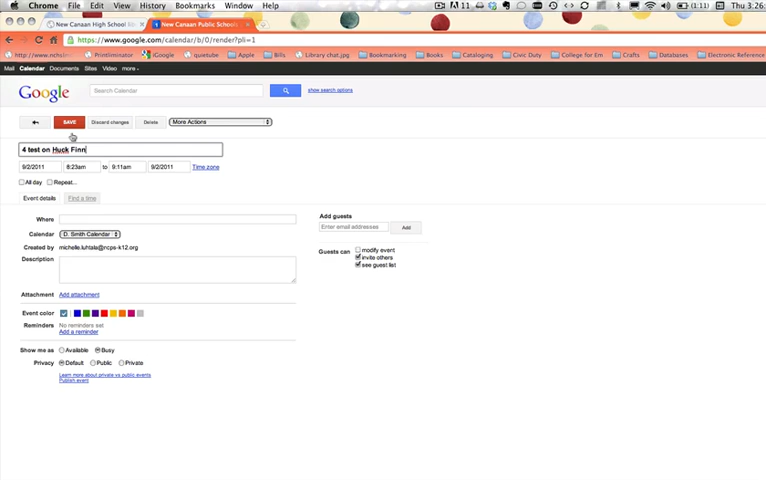 Chrome File Edit View History Bookmarks Window Help 11 (1:11) Thu 3:26
New Canaan High School New Canaan Public Schools
https://www.google.com/calendar/b/0/render?pli=1
Printliminator iGoogle quietube Apple Bills Library chat.jpg Bookmarking Books Cataloging Civic Duty College for Em Crafts Databases Electronic Reference
Mail Calendar Documents Sites Video more
Google Search Calendar show search options
SAVE Discard changes Delete More Actions
4 test on Huck Finn
9/2/2011 8:23am to 9:11am 9/2/2011 Time zone
All day Repeat...
Event details Find a time
Where
Calendar D. Smith Calendar
Created by michelle.luhtala@ncps-k12.org
Description
Attachment Add attachment
Event color
Reminders No reminders set
Add a reminder
Show me as Available Busy
Privacy Default Public Private
Learn more about private vs public events
Publish event
Add guests
Enter email addresses Add
Guests can modify event
invite others
see guest list